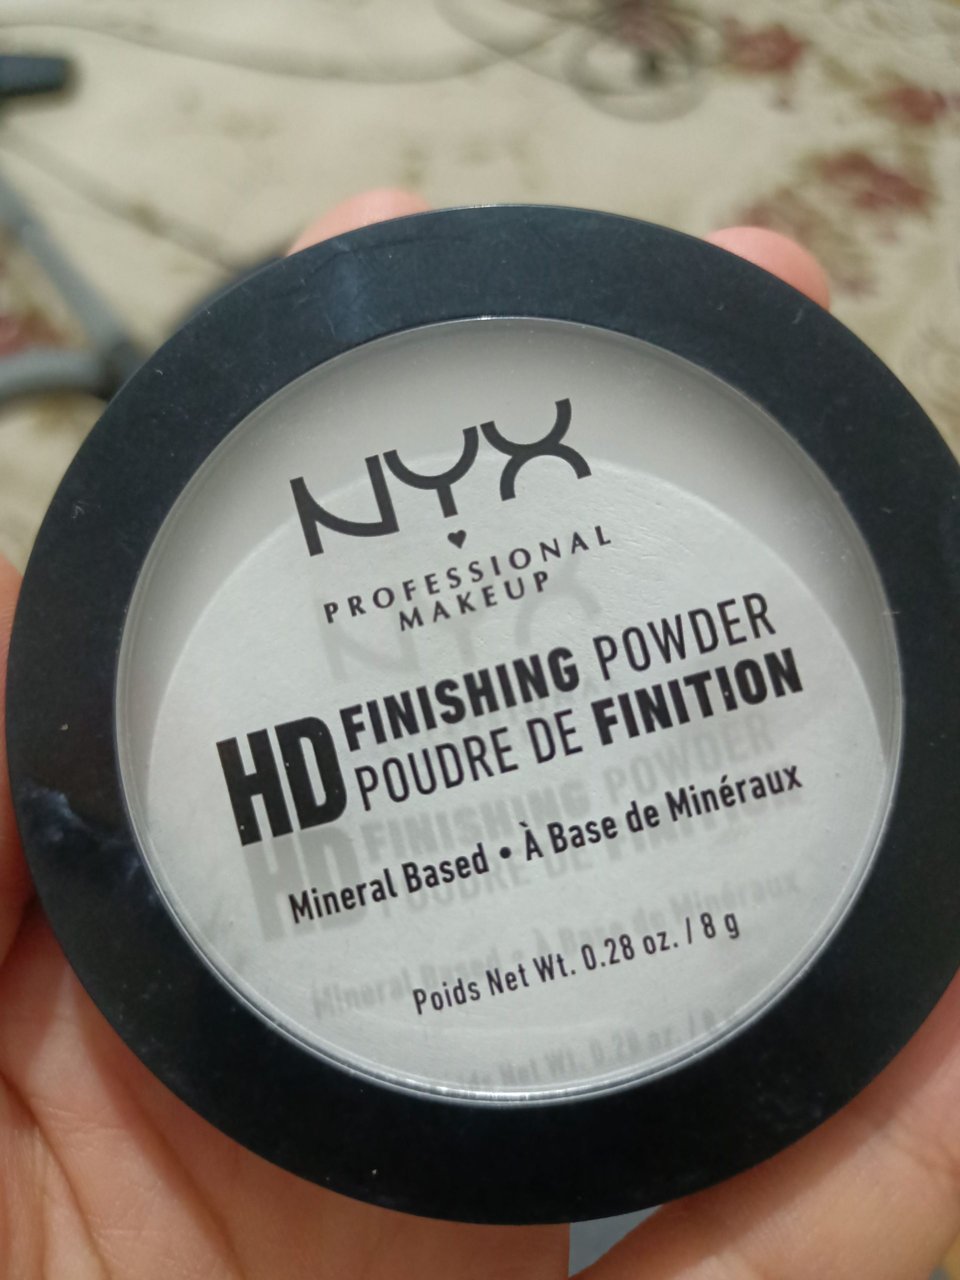 NYX
PROFESSIONAL
MAKEUP
HD FINISHING POWDER
POUDRE DE FINITION
Mineral Based • À Base de Minéraux
Poids Net Wt. 0.28 oz. / 8 g